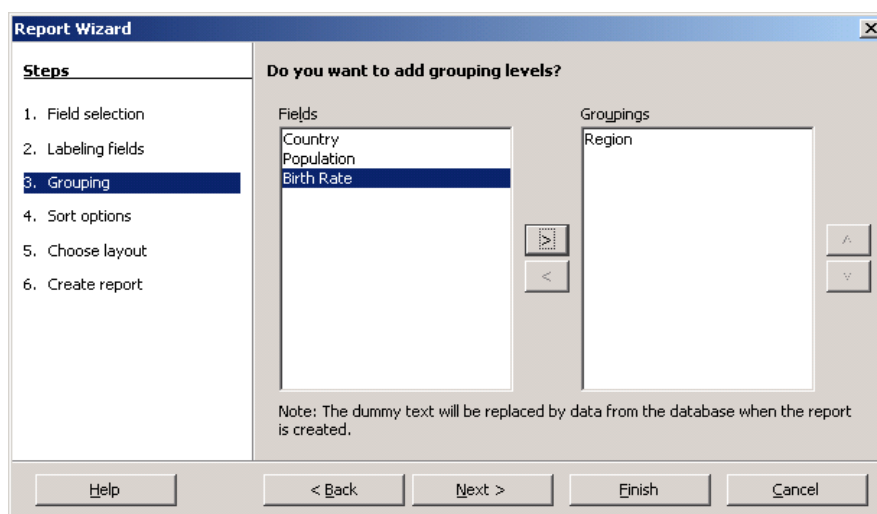 Report Wizard
Steps
1. Field selection
2. Labeling fields
3. Grouping
4. Sort options
5. Choose layout
6. Create report
Do you want to add grouping levels?
Fields
Country
Population
Birth Rate
>
<
Groupings
Region
^
v
Note: The dummy text will be replaced by data from the database when the report
is created.
Help
< Back
Next >
Finish
Cancel